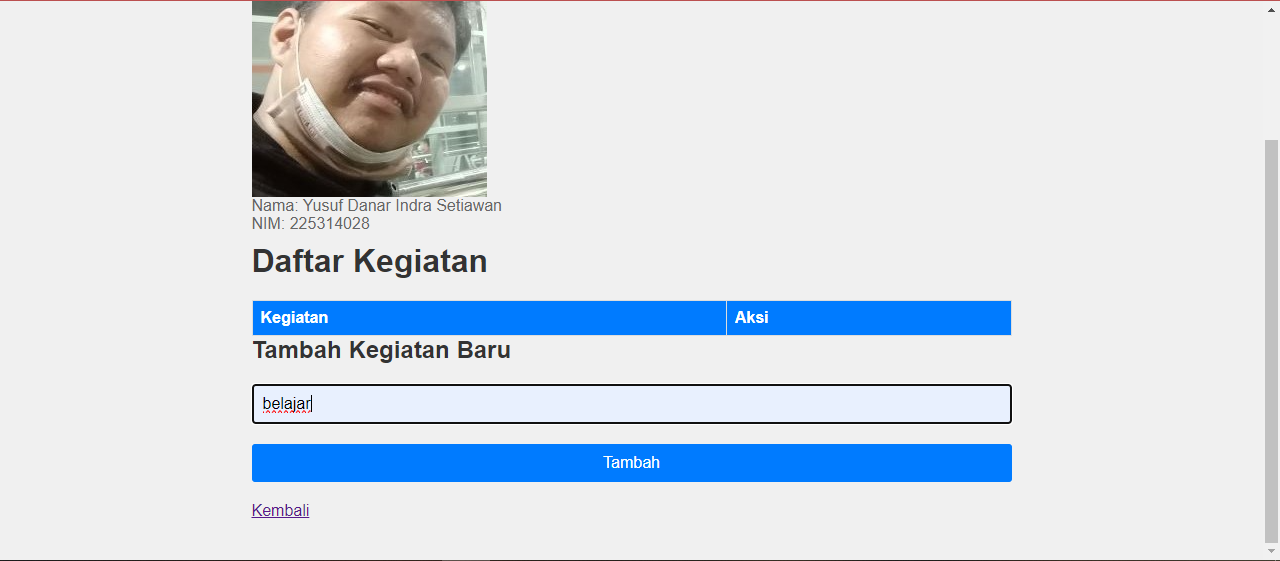 Nama: Yusuf Danar Indra Setiawan
NIM: 225314028
Daftar Kegiatan
Kegiatan Aksi
Tambah Kegiatan Baru
belajar
Tambah
Kembali